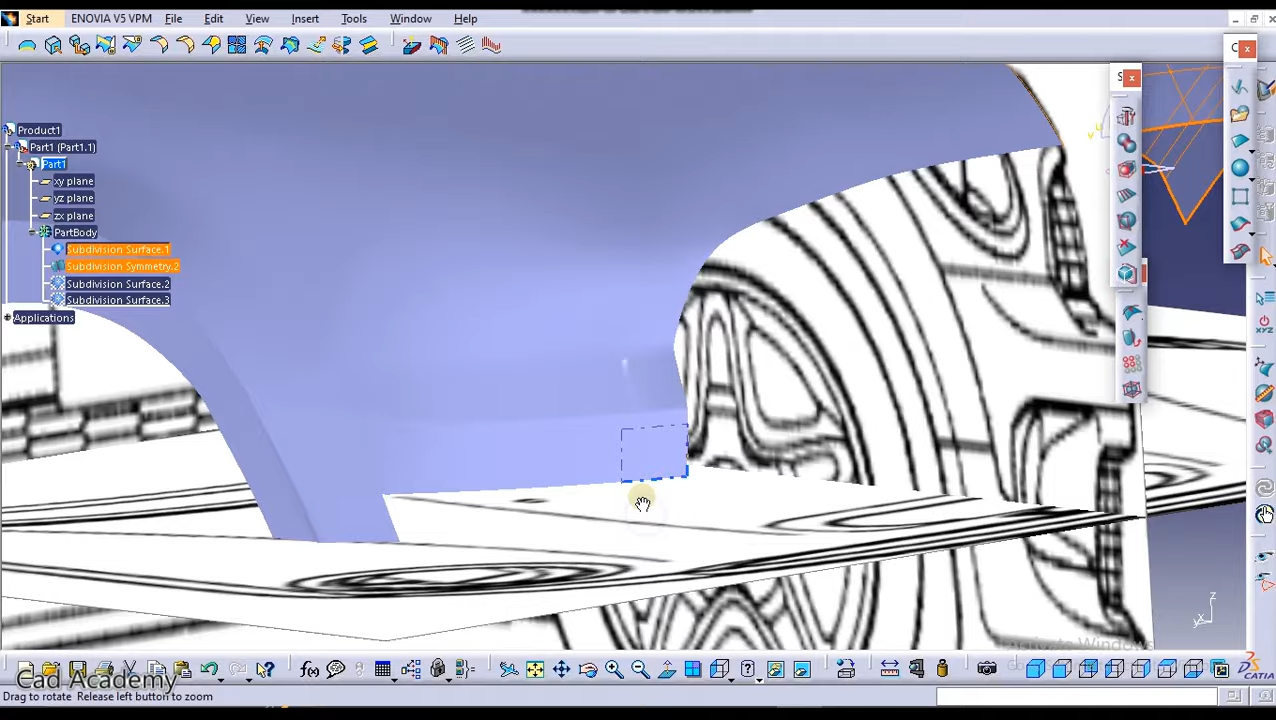 Start ENOVIA V5 VPM File Edit View Insert Tools Window Help
C
S
Product1
Part1 (Part1.1)
Part1
xy plane
yz plane
zx plane
PartBody
Subdivision Surface.1
Subdivision Symmetry.2
Subdivision Surface.2
Subdivision Surface.3
Applications
XYZ
z
y x
f(x)
Cad Academy
CATIA
Drag to rotate Release left button to zoom